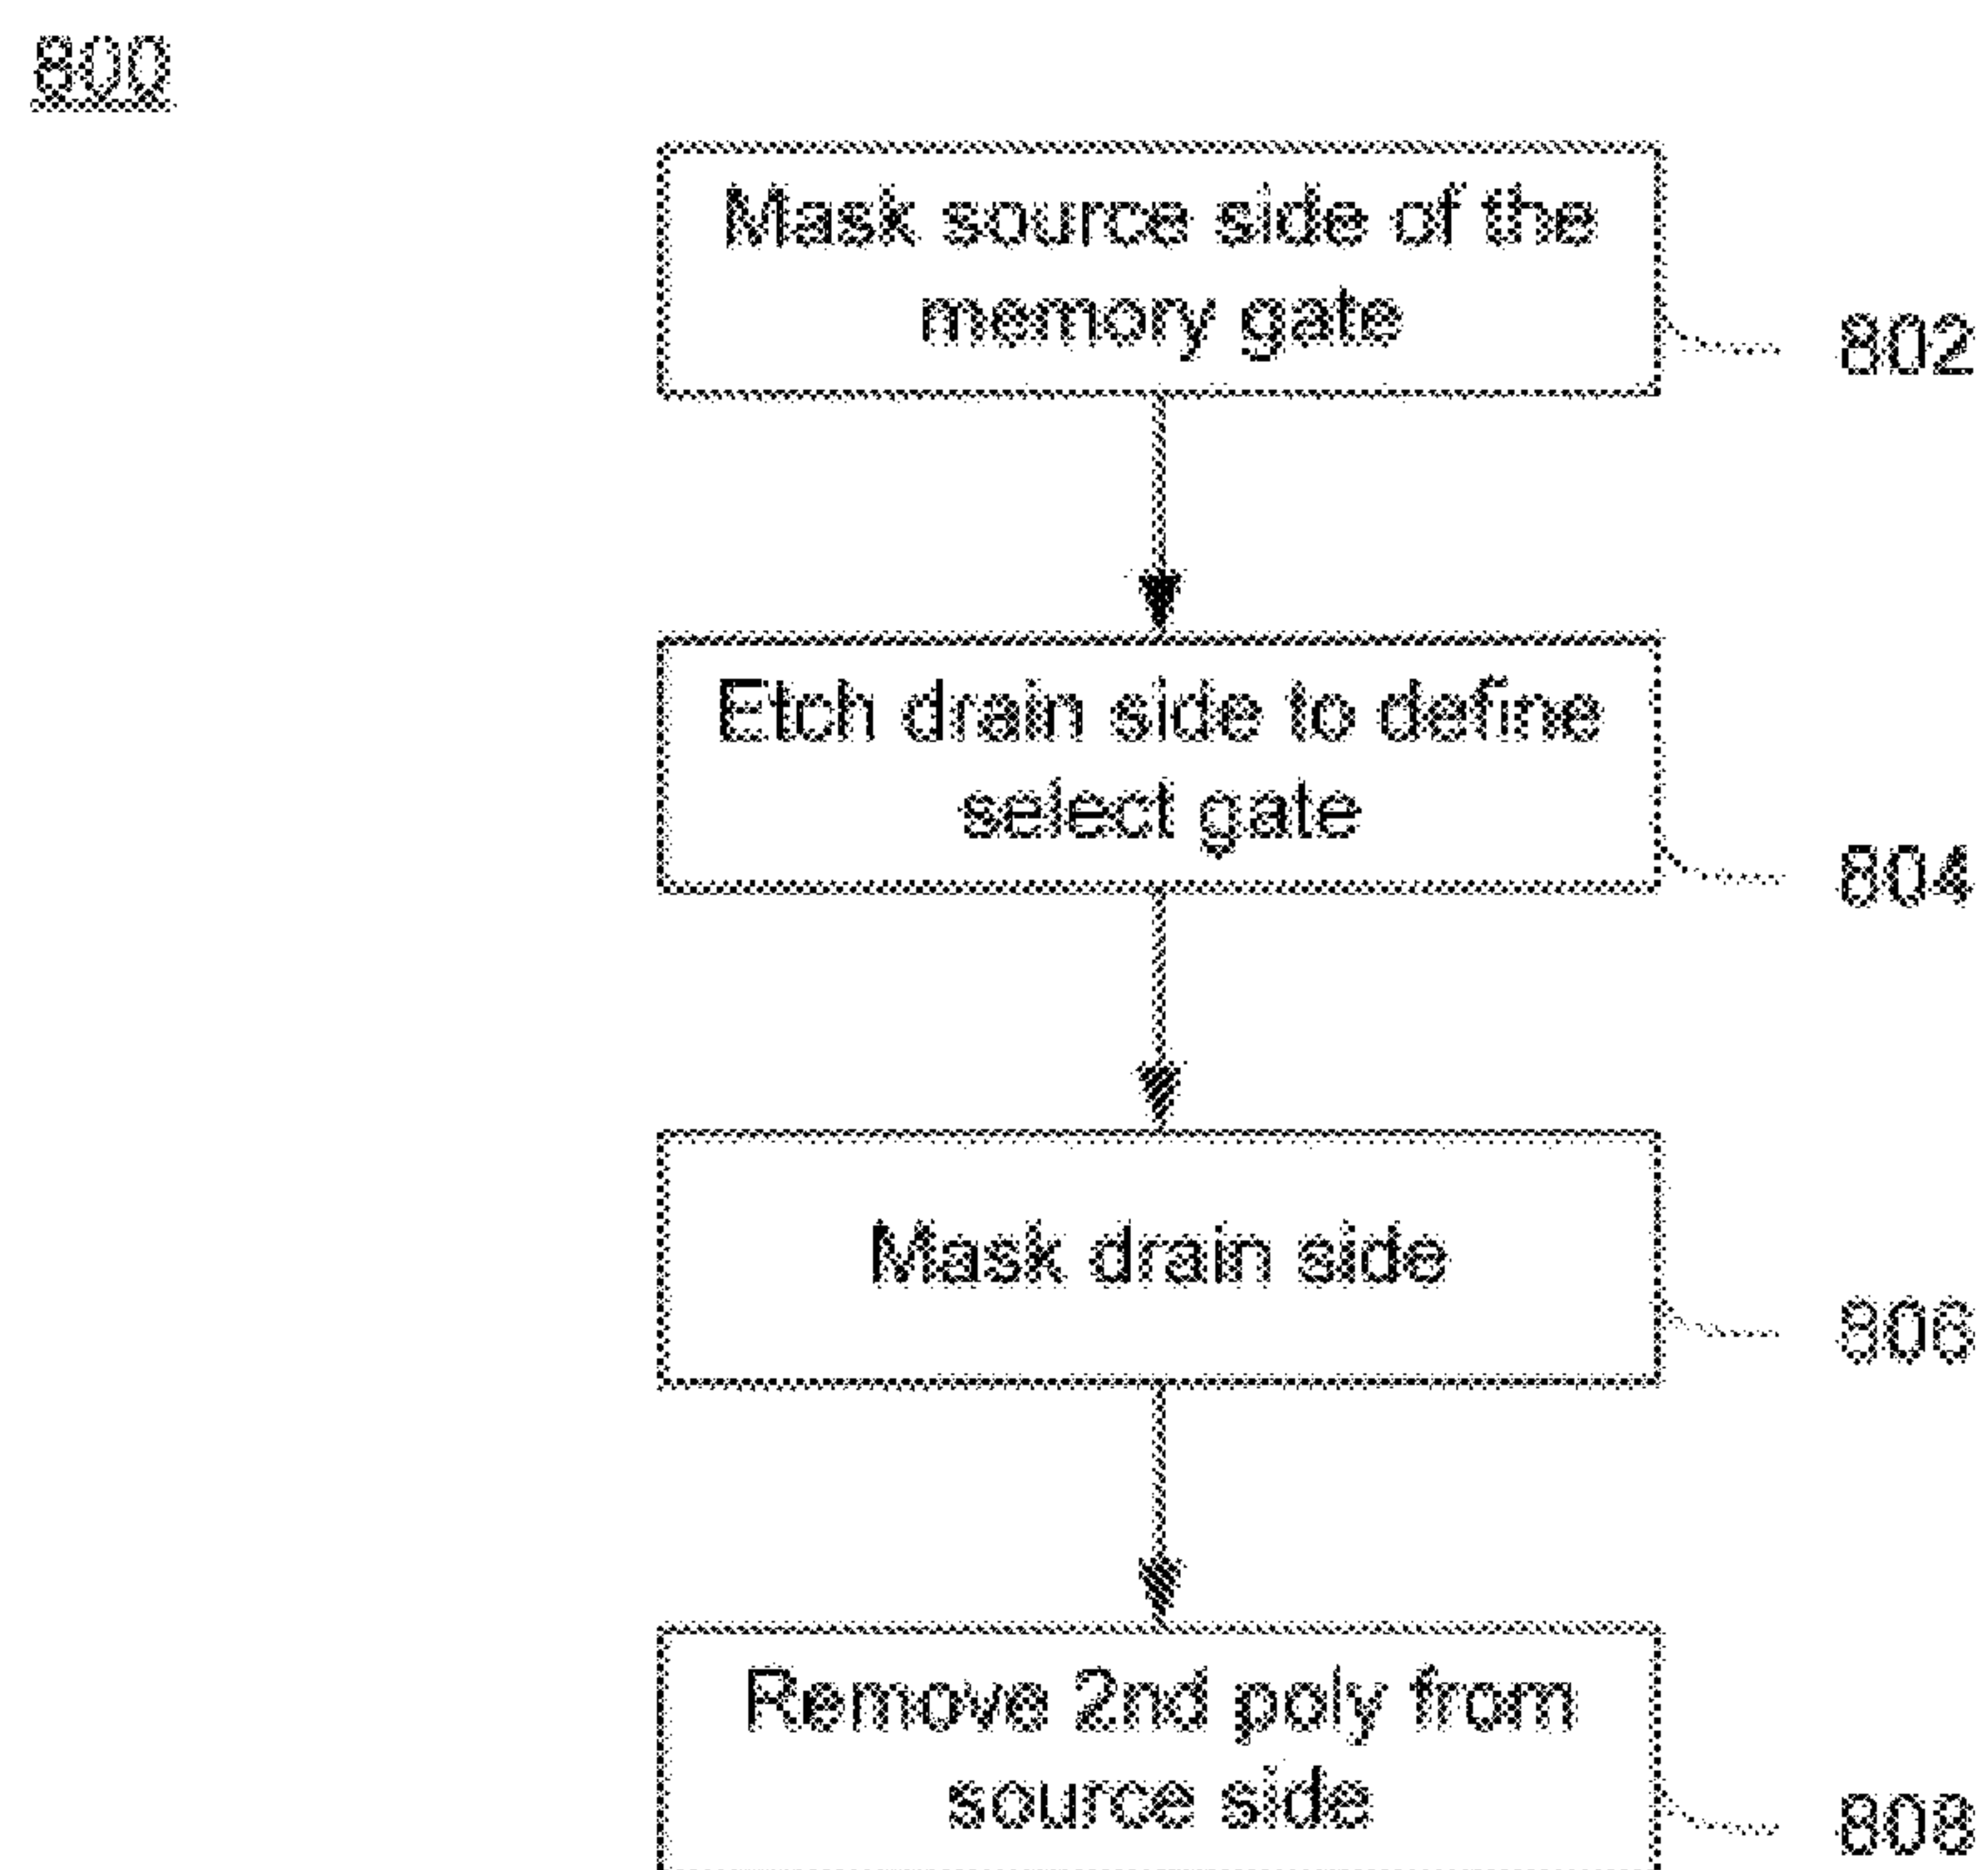 800
Mask source side of the
memory gate
802
Etch drain side to define
select gate
804
Mask drain side
806
Remove 2nd poly from
source side
808